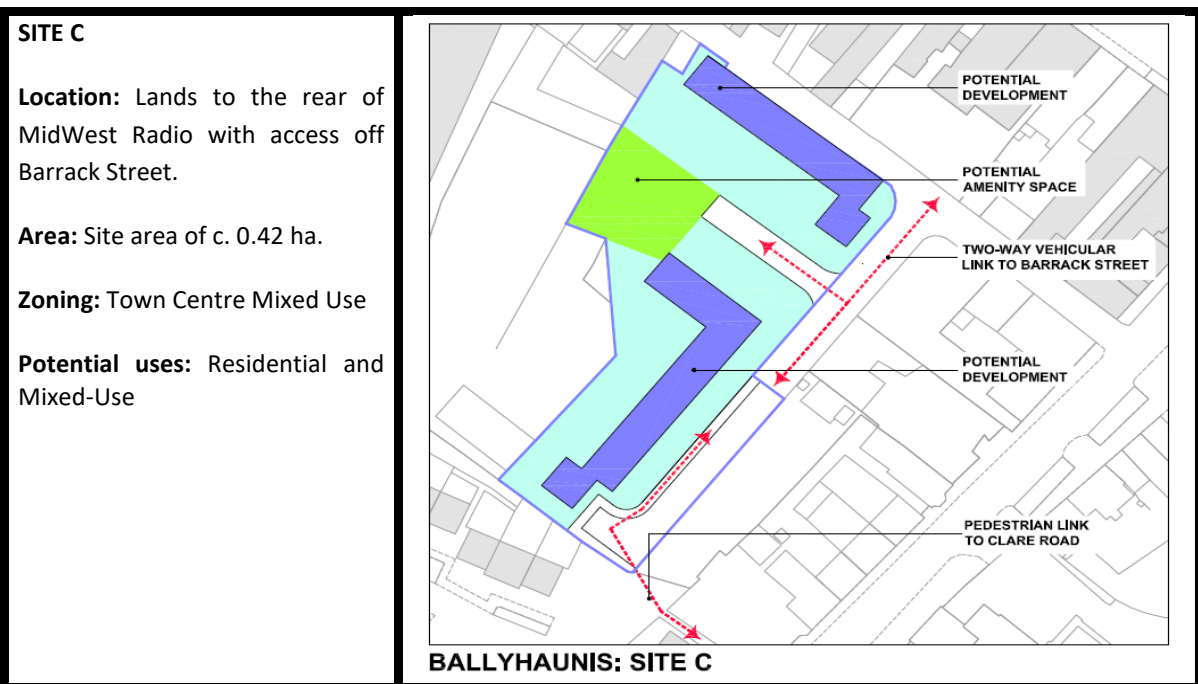 SITE C
Location: Lands to the rear of
MidWest Radio with access off
Barrack Street.
Area: Site area of c. 0.42 ha.
Zoning: Town Centre Mixed Use
Potential uses: Residential and
Mixed-Use
POTENTIAL
DEVELOPMENT
POTENTIAL
AMENITY SPACE
TWO-WAY VEHICULAR
LINK TO BARRACK STREET
POTENTIAL
DEVELOPMENT
PEDESTRIAN LINK
TO CLARE ROAD
BALLYHAUNIS: SITE C